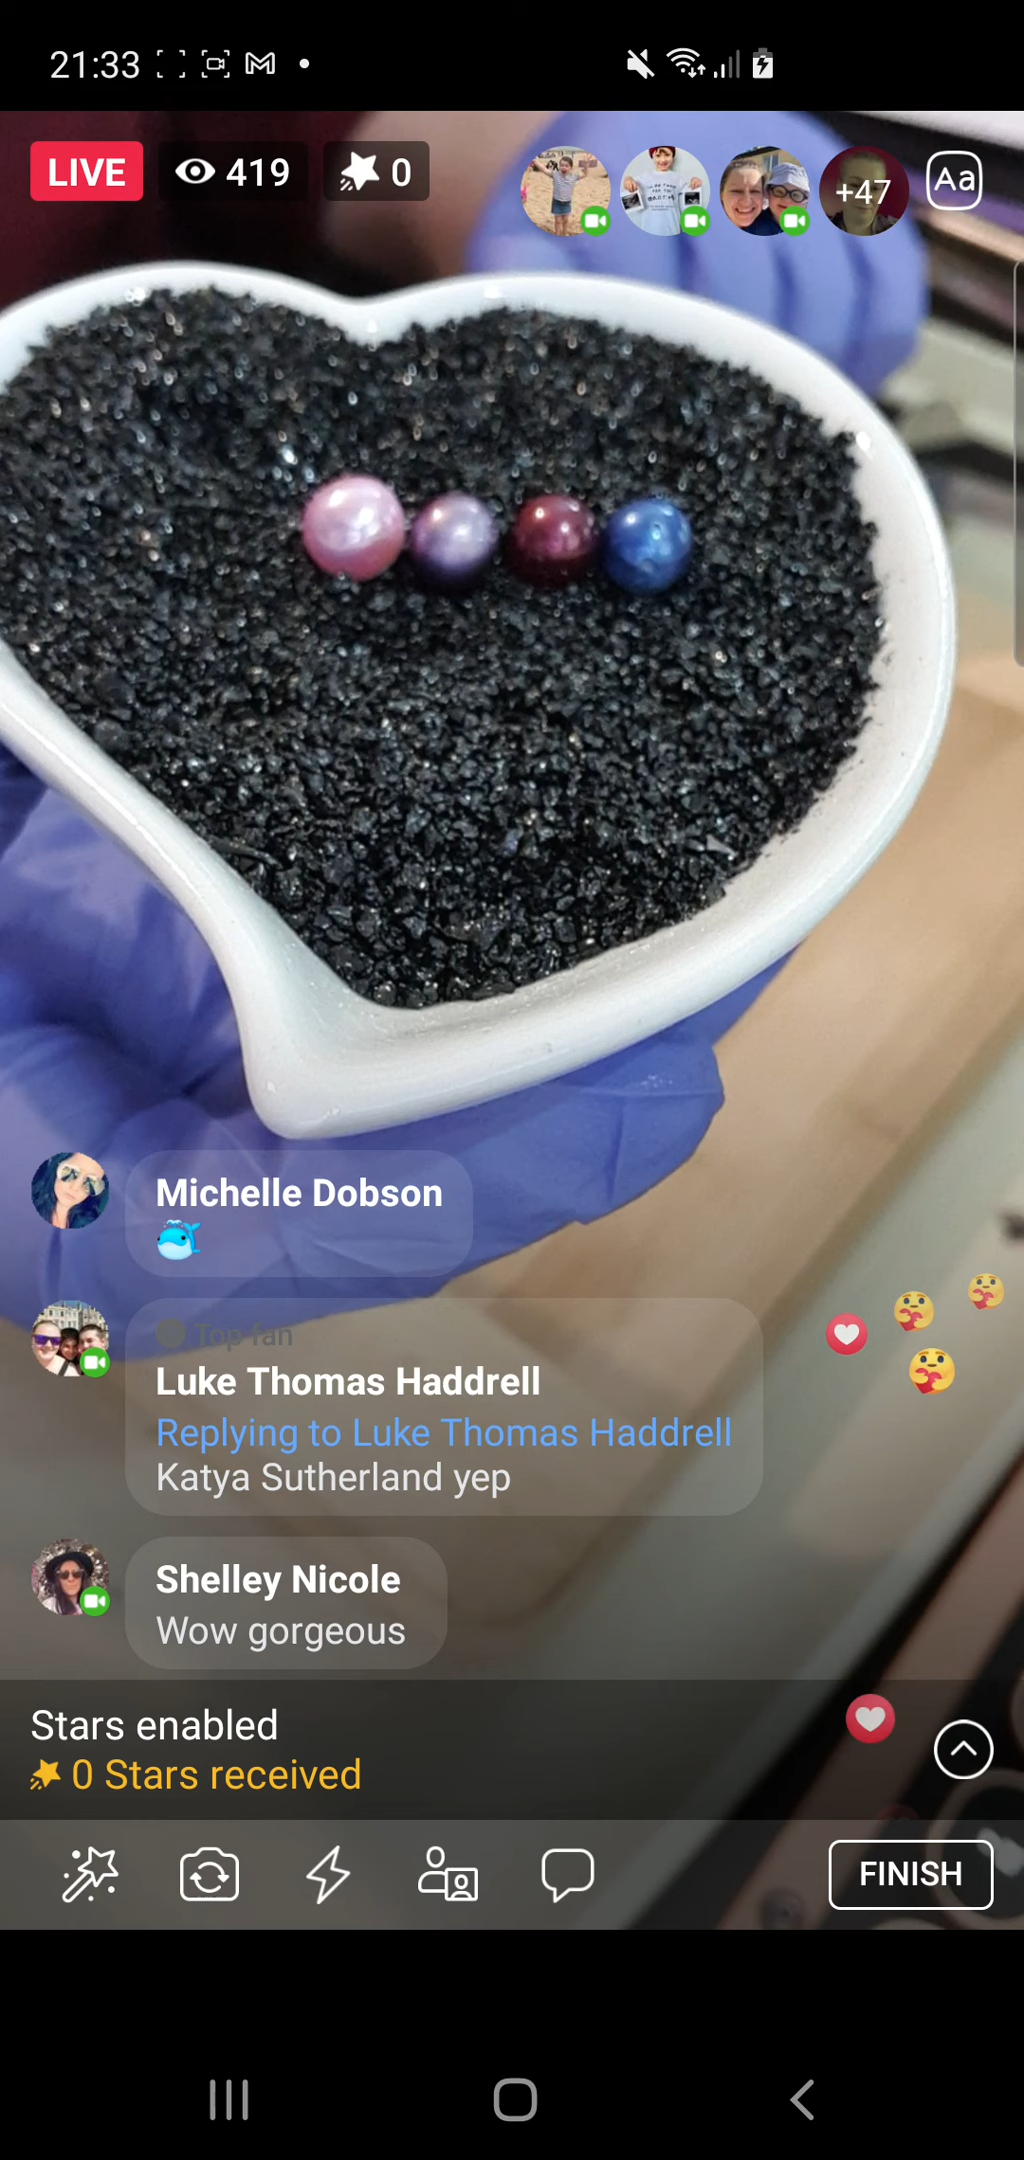 21:33
LIVE 419 0
+47
Aa
Michelle Dobson
Top fan
Luke Thomas Haddrell
Replying to Luke Thomas Haddrell
Katya Sutherland yep
Shelley Nicole
Wow gorgeous
Stars enabled
0 Stars received
FINISH